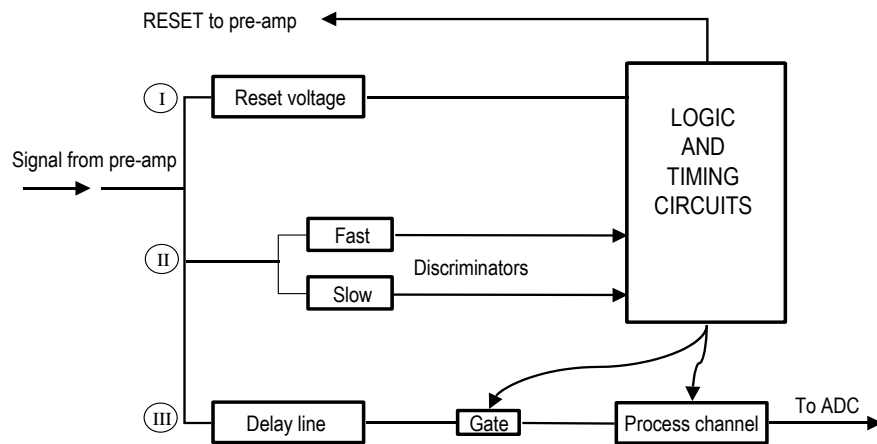 RESET to pre-amp
I
Reset voltage
LOGIC
AND
TIMING
CIRCUITS
Signal from pre-amp
Fast
II
Discriminators
Slow
III
Delay line
Gate
Process channel
To ADC